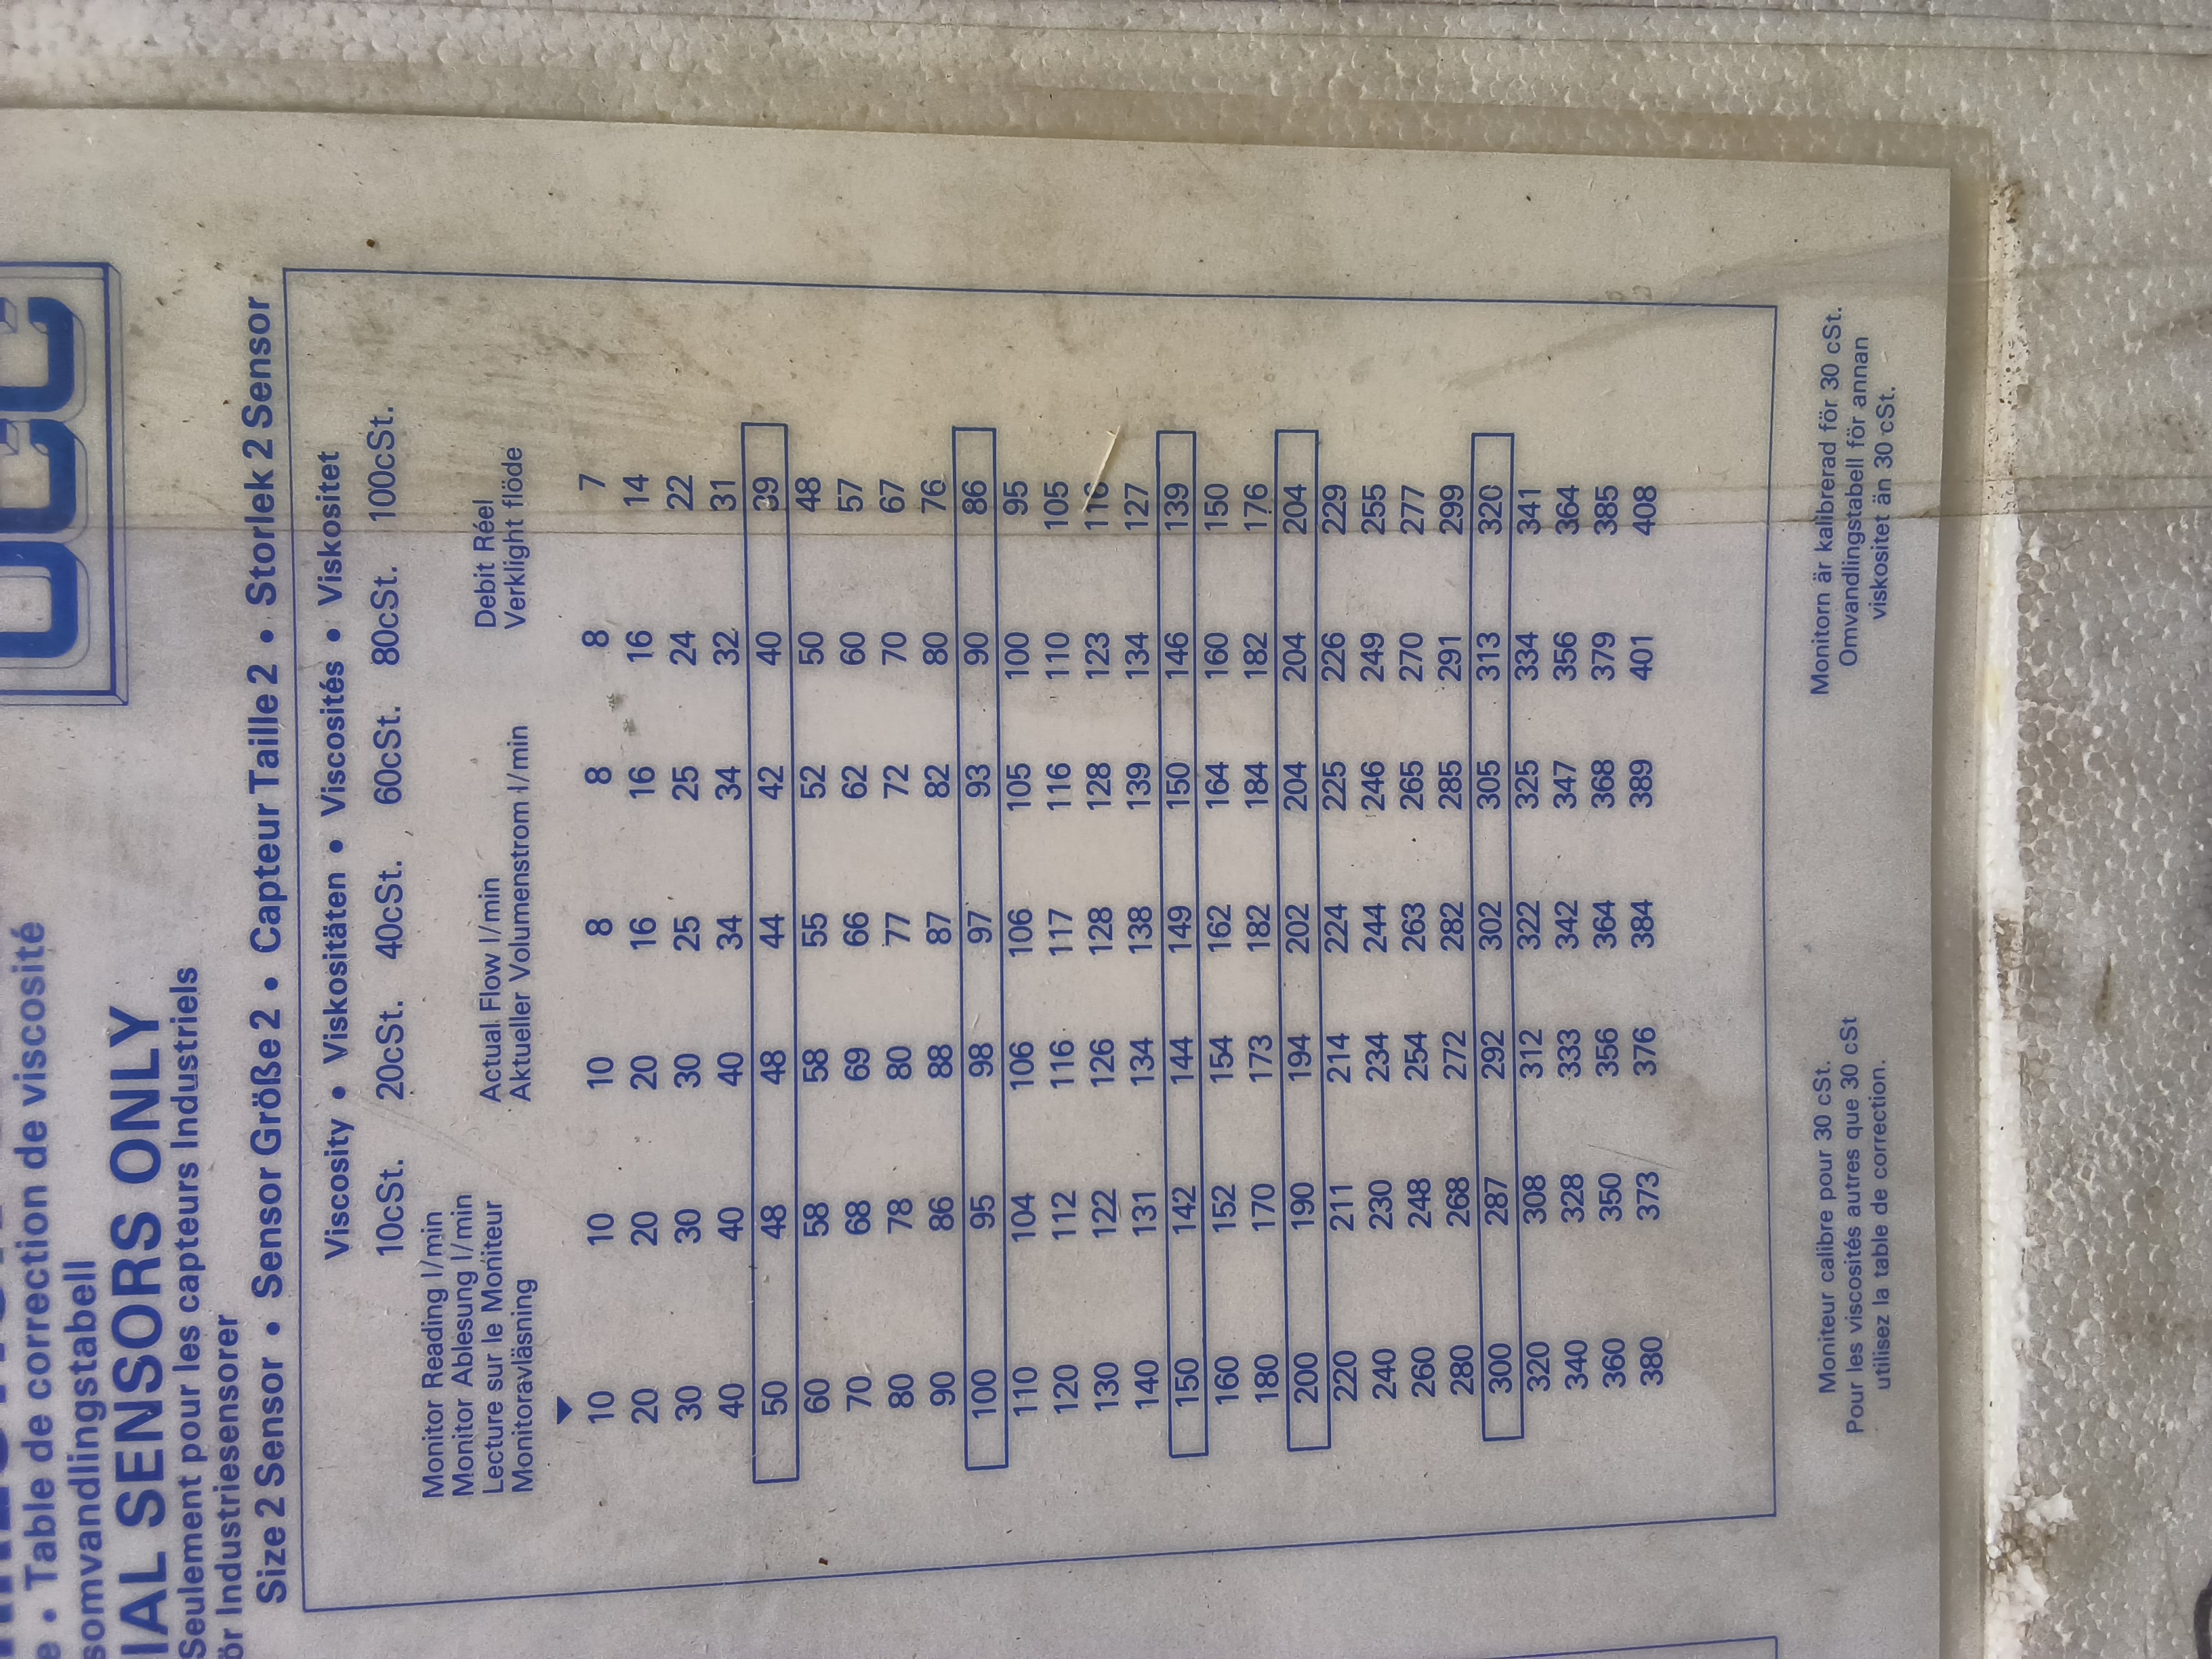 Table de correction de viscosité
somvandlingstabell
IAL SENSORS ONLY
Seulement pour les capteurs Industriels
ör Industriesensorer
Size 2 Sensor • Sensor Größe 2 • Capteur Taille 2 • Storlek 2 Sensor
Viscosity • Viskositäten • Viscosités • Viskositet
10cSt. 20cSt. 40cSt. 60cSt. 80cSt. 100cSt.
Monitor Reading l/min
Monitor Ablesung l/min
Lecture sur le Moniteur
Monitoravläsning
Actual Flow l/min
Aktueller Volumenstrom l/min
Debit Réel
Verklight flöde
10 10 10 8 8 8 7
20 20 20 16 16 16 14
30 30 30 25 25 24 22
40 40 40 34 34 32 31
50 48 48 44 42 40 39
60 58 58 55 52 50 48
70 68 69 66 62 60 57
80 78 80 77 72 70 67
90 86 88 87 82 80 76
100 95 98 97 93 90 86
110 104 106 106 105 100 95
120 112 116 117 116 110 105
130 122 126 128 128 123 116
140 131 134 138 139 134 127
150 142 144 149 150 146 139
160 152 154 162 164 160 150
180 170 173 182 184 182 176
200 190 194 202 204 204 204
220 211 214 224 225 226 229
240 230 234 244 246 249 255
260 248 254 263 265 270 277
280 268 272 282 285 291 299
300 287 292 302 305 313 320
320 308 312 322 325 334 341
340 328 333 342 347 356 364
360 350 356 364 368 379 385
380 373 376 384 389 401 408
Moniteur calibre pour 30 cSt.
Pour les viscosités autres que 30 cSt
utilisez la table de correction.
Monitorn är kalibrerad för 30 cSt.
Omvandlingstabell för annan
viskositet än 30 cSt.